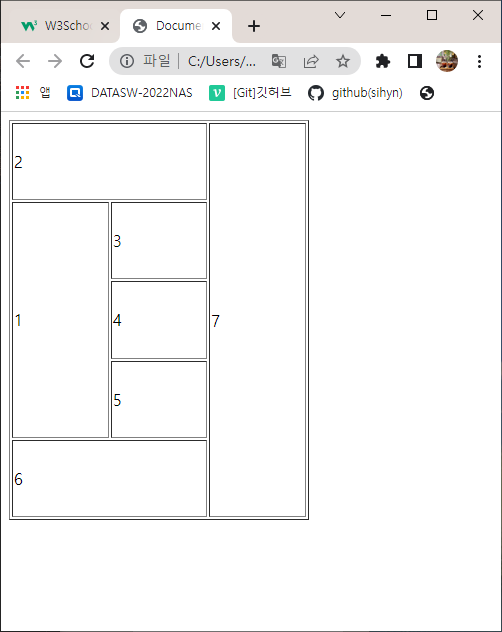 W3Schoo
Docume
파일
C:/Users/...
앱
DATASW-2022NAS
[Git]깃허브
github(sihyn)
2
3
1
4
7
5
6